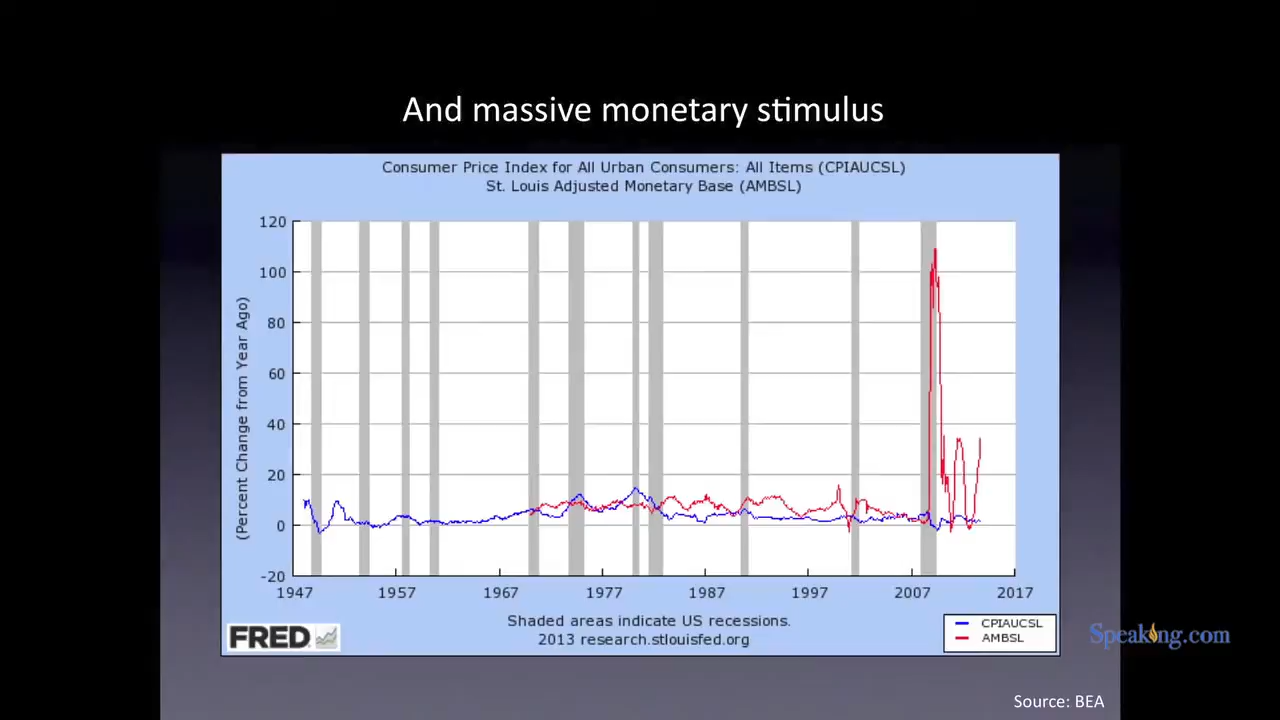 And massive monetary stimulus
Consumer Price Index for All Urban Consumers: All Items (CPIAUCSL)
St. Louis Adjusted Monetary Base (AMBSL)
(Percent Change from Year Ago)
120
100
80
60
40
20
0
-20
1947 1957 1967 1977 1987 1997 2007 2017
Shaded areas indicate US recessions.
2013 research.stlouisfed.org
FRED
CPIAUCSL
AMBSL
Speaking.com
Source: BEA